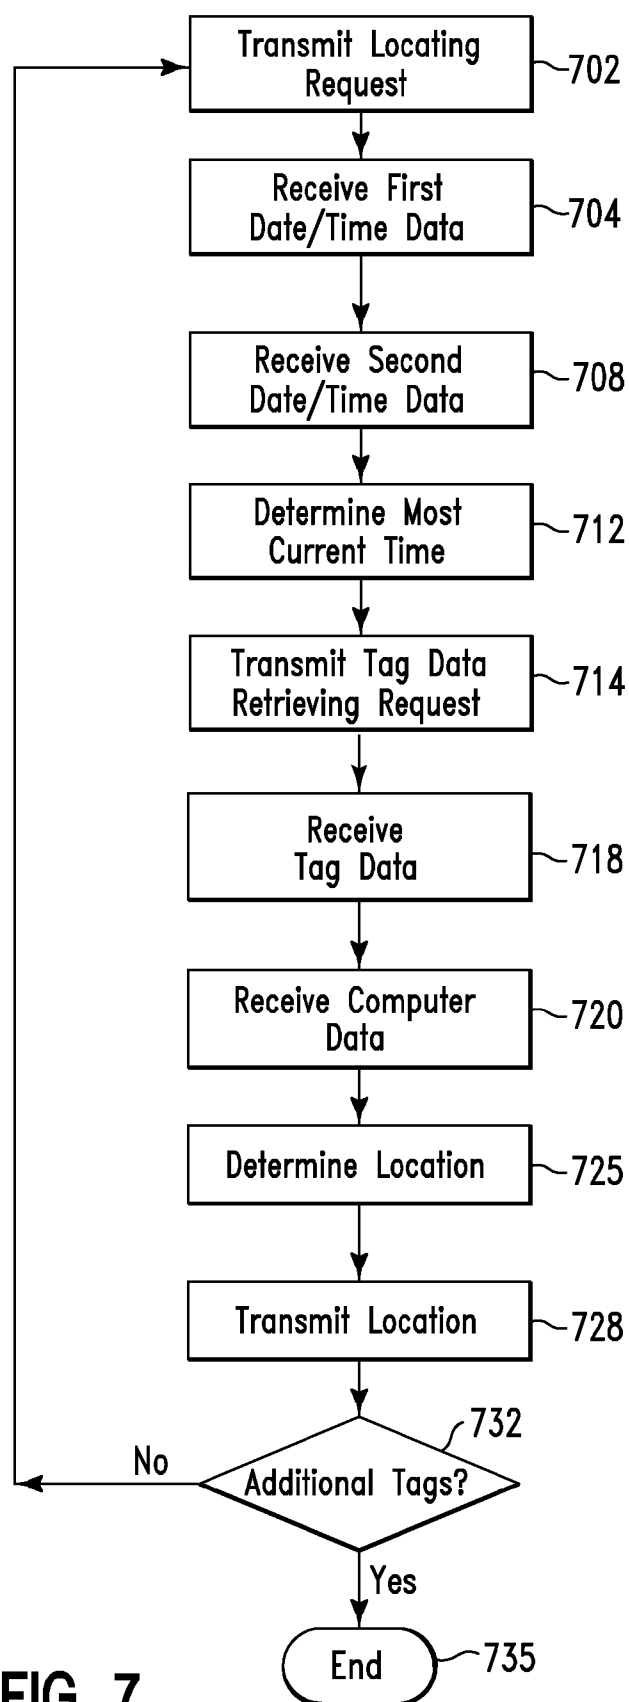 Transmit Locating
Request
702
Receive First
Date/Time Data
704
Receive Second
Date/Time Data
708
Determine Most
Current Time
712
Transmit Tag Data
Retrieving Request
714
Receive
Tag Data
718
Receive Computer
Data
720
Determine Location
725
Transmit Location
728
732
No
Additional Tags?
Yes
End
735
FIG. 7